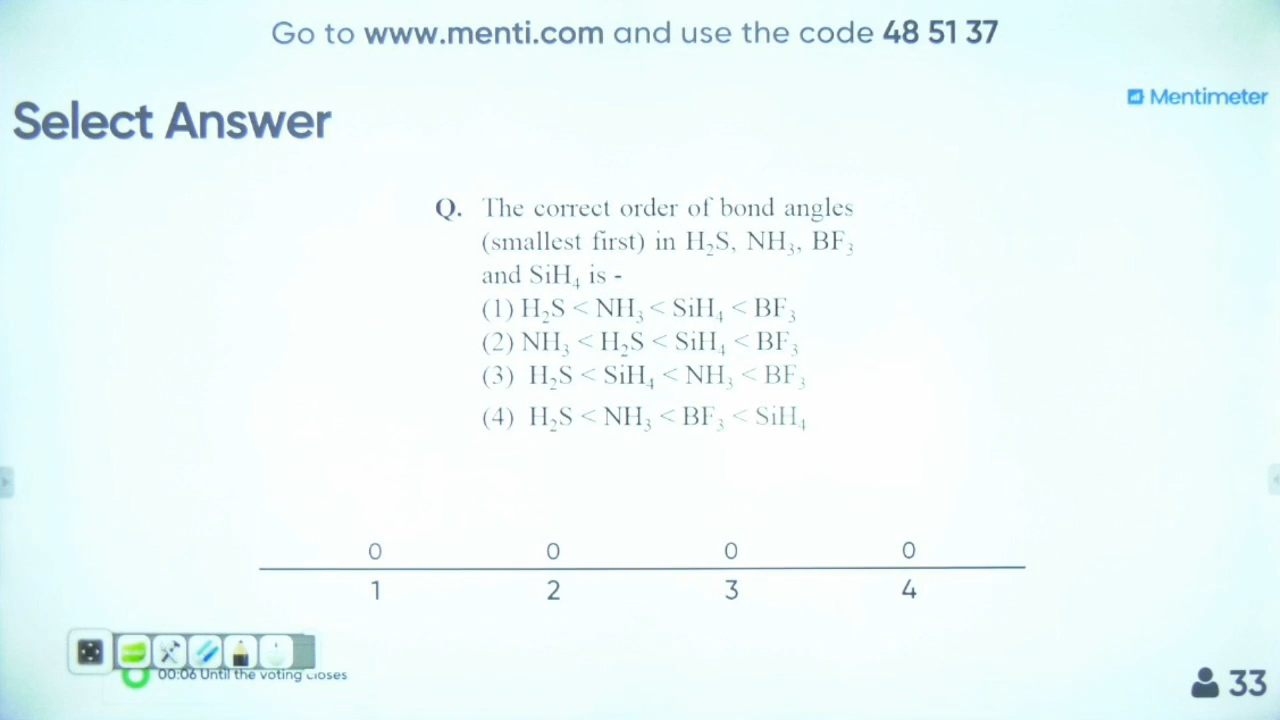 Go to www.menti.com and use the code 48 51 37
Mentimeter
Select Answer
Q. The correct order of bond angles
(smallest first) in H₂S, NH₃, BF₃
and SiH₄ is -
(1) H₂S < NH₃ < SiH₄ < BF₃
(2) NH₃ < H₂S < SiH₄ < BF₃
(3) H₂S < SiH₄ < NH₃ < BF₃
(4) H₂S < NH₃ < BF₃ < SiH₄
0 0 0 0
1 2 3 4
00:06 Until the voting closes
33